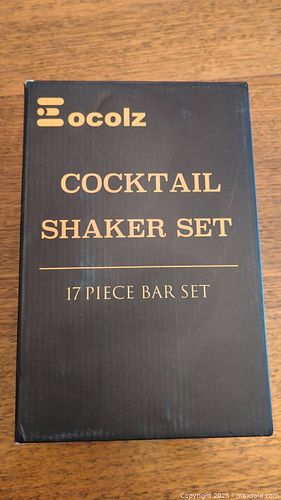 Eocolz
COCKTAIL
SHAKER SET
17 PIECE BAR SET
Copyright 2025 - maxsold.com